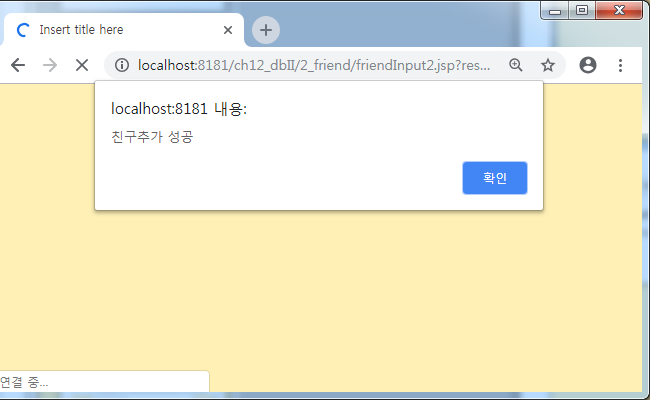 Insert title here
localhost:8181/ch12_dbII/2_friend/friendInput2.jsp?res...
localhost:8181 내용:
친구추가 성공
확인
연결 중...